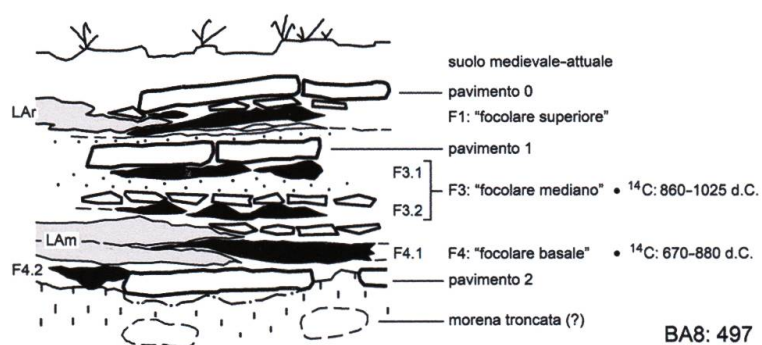 suolo medievale-attuale
pavimento 0
LAr
F1: "focolare superiore"
pavimento 1
F3.1
F3: "focolare mediano" • ¹⁴C: 860-1025 d.C.
F3.2
LAm
F4.1 F4: "focolare basale" • ¹⁴C: 670-880 d.C.
F4.2
pavimento 2
morena troncata (?)
BA8: 497